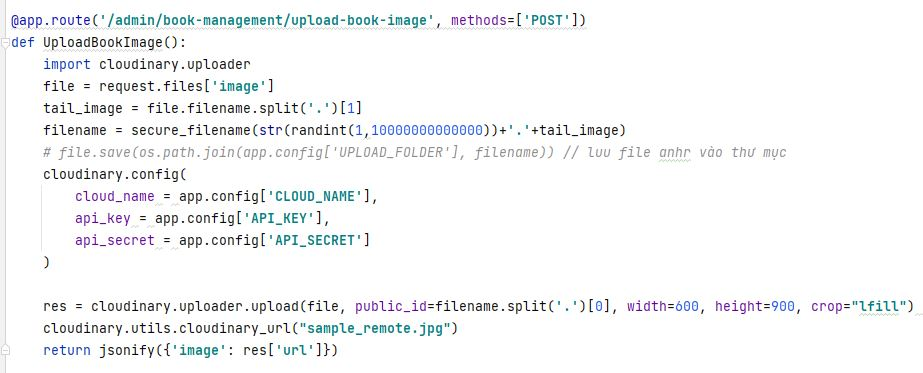 @app.route('/admin/book-management/upload-book-image', methods=['POST'])
def UploadBookImage():
    import cloudinary.uploader
    file = request.files['image']
    tail_image = file.filename.split('.')[1]
    filename = secure_filename(str(randint(1,10000000000000))+'.'+tail_image)
    # file.save(os.path.join(app.config['UPLOAD_FOLDER'], filename)) // lưu file anhr vào thư mục
    cloudinary.config(
        cloud_name = app.config['CLOUD_NAME'],
        api_key = app.config['API_KEY'],
        api_secret = app.config['API_SECRET']
    )
    res = cloudinary.uploader.upload(file, public_id=filename.split('.')[0], width=600, height=900, crop="lfill")
    cloudinary.utils.cloudinary_url("sample_remote.jpg")
    return jsonify({'image': res['url']})